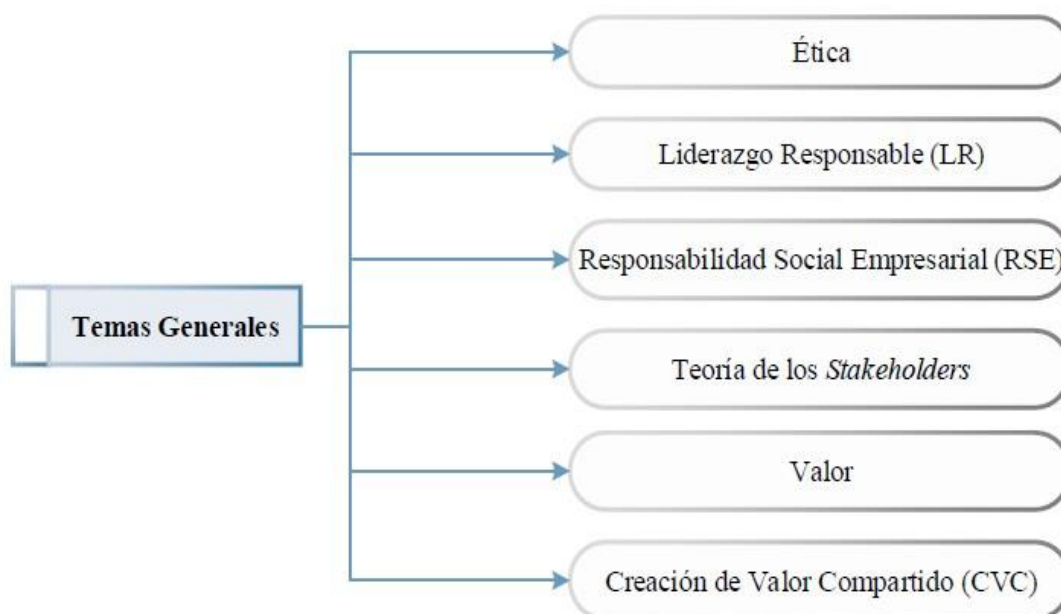 Ética
Liderazgo Responsable (LR)
Responsabilidad Social Empresarial (RSE)
Temas Generales
Teoría de los Stakeholders
Valor
Creación de Valor Compartido (CVC)